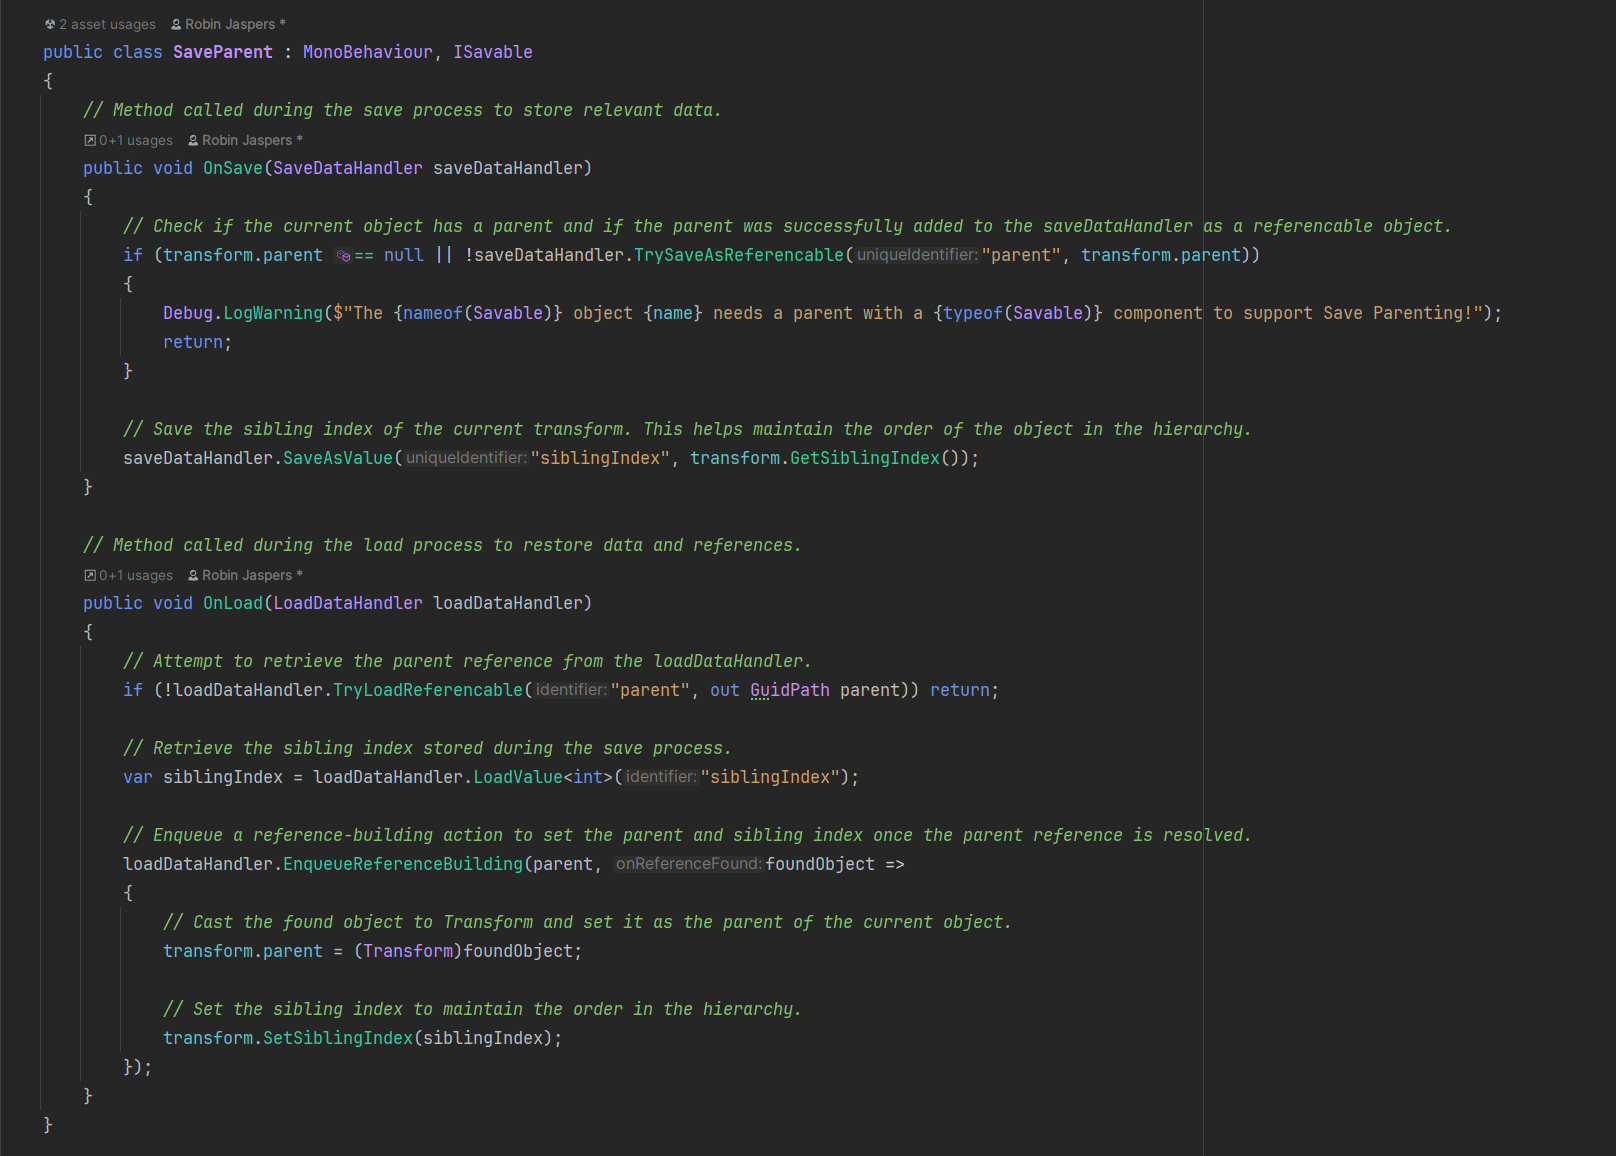 2 asset usages Robin Jaspers *
public class SaveParent : MonoBehaviour, ISavable
{
// Method called during the save process to store relevant data.
0+1 usages Robin Jaspers *
public void OnSave(SaveDataHandler saveDataHandler)
{
// Check if the current object has a parent and if the parent was successfully added to the saveDataHandler as a referencable object.
if (transform.parent == null || !saveDataHandler.TrySaveAsReferencable(uniqueIdentifier:"parent", transform.parent))
{
Debug.LogWarning($"The {nameof(Savable)} object {name} needs a parent with a {typeof(Savable)} component to support Save Parenting!");
return;
}
// Save the sibling index of the current transform. This helps maintain the order of the object in the hierarchy.
saveDataHandler.SaveAsValue(uniqueIdentifier:"siblingIndex", transform.GetSiblingIndex());
}
// Method called during the load process to restore data and references.
0+1 usages Robin Jaspers *
public void OnLoad(LoadDataHandler loadDataHandler)
{
// Attempt to retrieve the parent reference from the loadDataHandler.
if (!loadDataHandler.TryLoadReferencable(identifier:"parent", out GuidPath parent)) return;
// Retrieve the sibling index stored during the save process.
var siblingIndex = loadDataHandler.LoadValue<int>(identifier:"siblingIndex");
// Enqueue a reference-building action to set the parent and sibling index once the parent reference is resolved.
loadDataHandler.EnqueueReferenceBuilding(parent, onReferenceFound:foundObject =>
{
// Cast the found object to Transform and set it as the parent of the current object.
transform.parent = (Transform)foundObject;
// Set the sibling index to maintain the order in the hierarchy.
transform.SetSiblingIndex(siblingIndex);
});
}
}